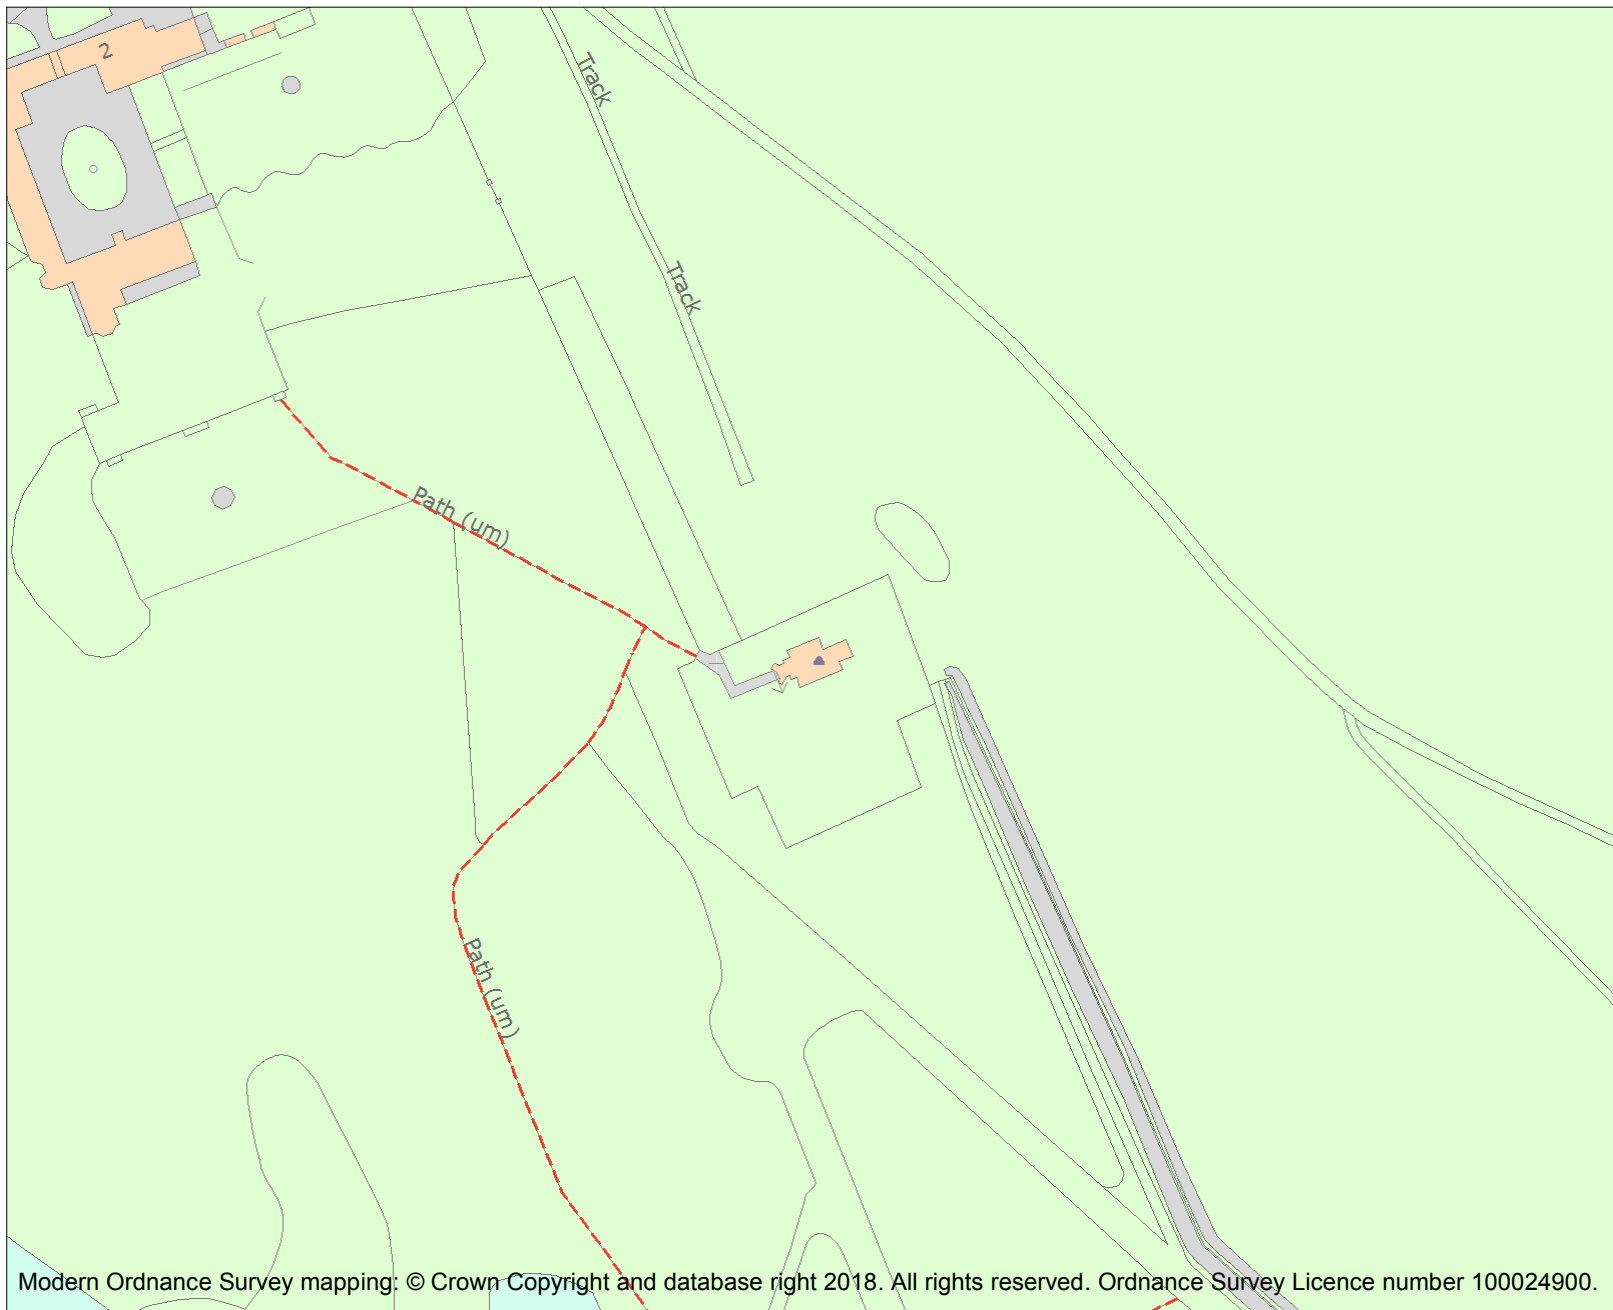 2
Track
Track
Path (um)
Path (um)
Modern Ordnance Survey mapping: © Crown Copyright and database right 2018. All rights reserved. Ordnance Survey Licence number 100024900.